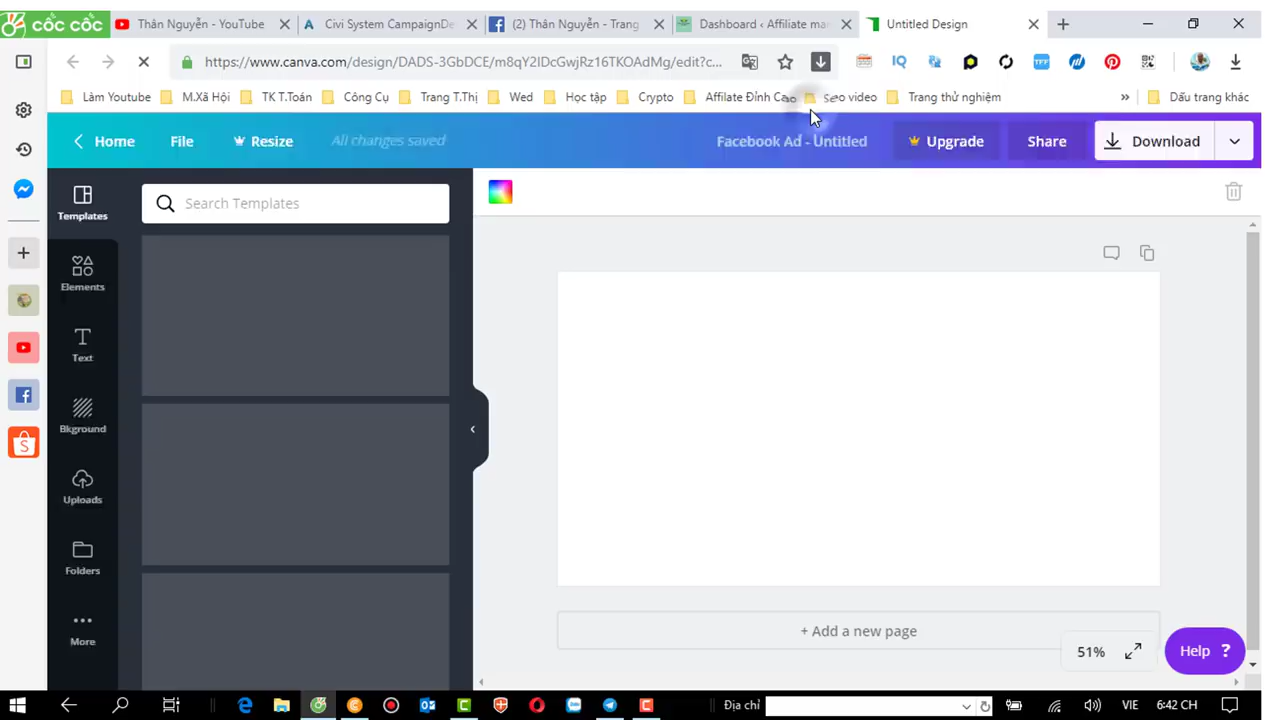 cốc cốc
Thân Nguyễn - YouTube
Civi System CampaignDe
(2) Thân Nguyễn - Trang
Dashboard ‹ Affiliate ma
Untitled Design
https://www.canva.com/design/DADS-3GbDCE/m8qY2IDcGwjRz16TKOAdMg/edit?c...
Làm Youtube
M.Xã Hội
TK T.Toán
Công Cụ
Trang T.Thị
Wed
Học tập
Crypto
Affilate Đỉnh Cao
Seo video
Trang thử nghiệm
»
Dấu trang khác
Home
File
Resize
All changes saved
Facebook Ad - Untitled
Upgrade
Share
Download
Templates
Search Templates
Elements
Text
Bkground
Uploads
Folders
More
+ Add a new page
51%
Help ?
Địa chỉ
VIE
6:42 CH